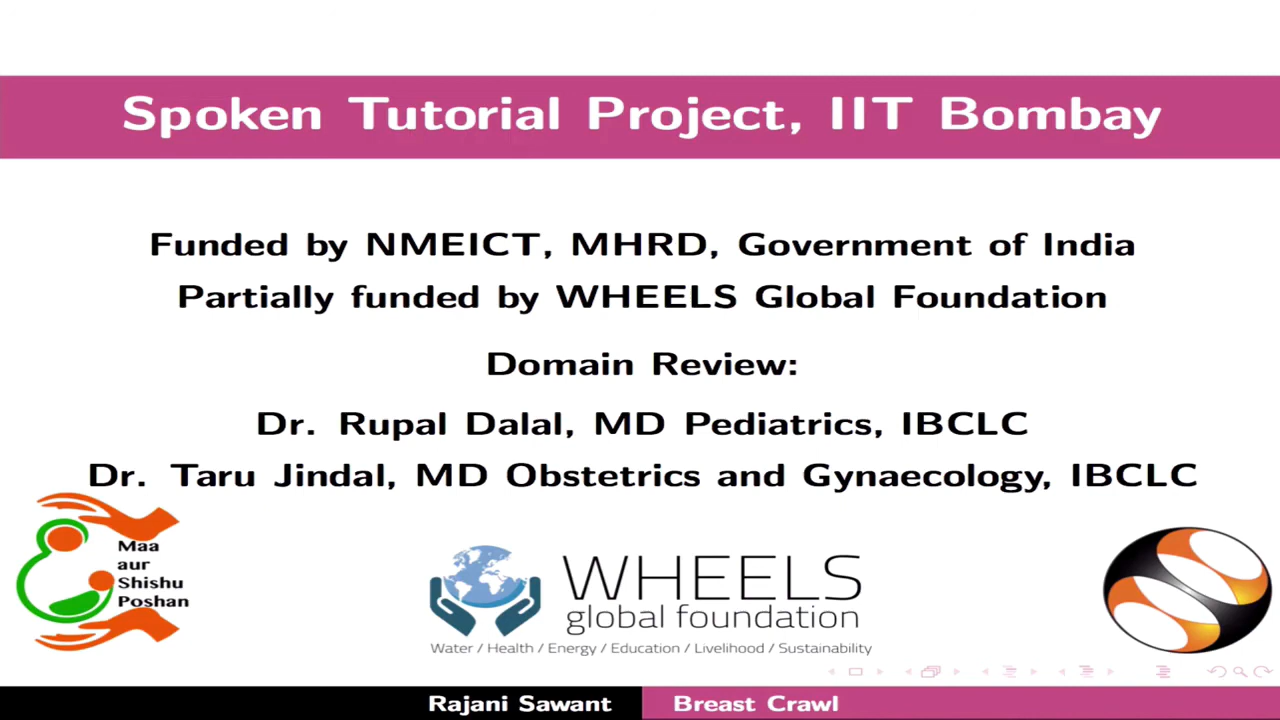 Spoken Tutorial Project, IIT Bombay
Funded by NMEICT, MHRD, Government of India
Partially funded by WHEELS Global Foundation
Domain Review:
Dr. Rupal Dalal, MD Pediatrics, IBCLC
Dr. Taru Jindal, MD Obstetrics and Gynaecology, IBCLC
Maa
aur
Shishu
Poshan
WHEELS
global foundation
Water / Health / Energy / Education / Livelihood / Sustainability
Rajani Sawant
Breast Crawl